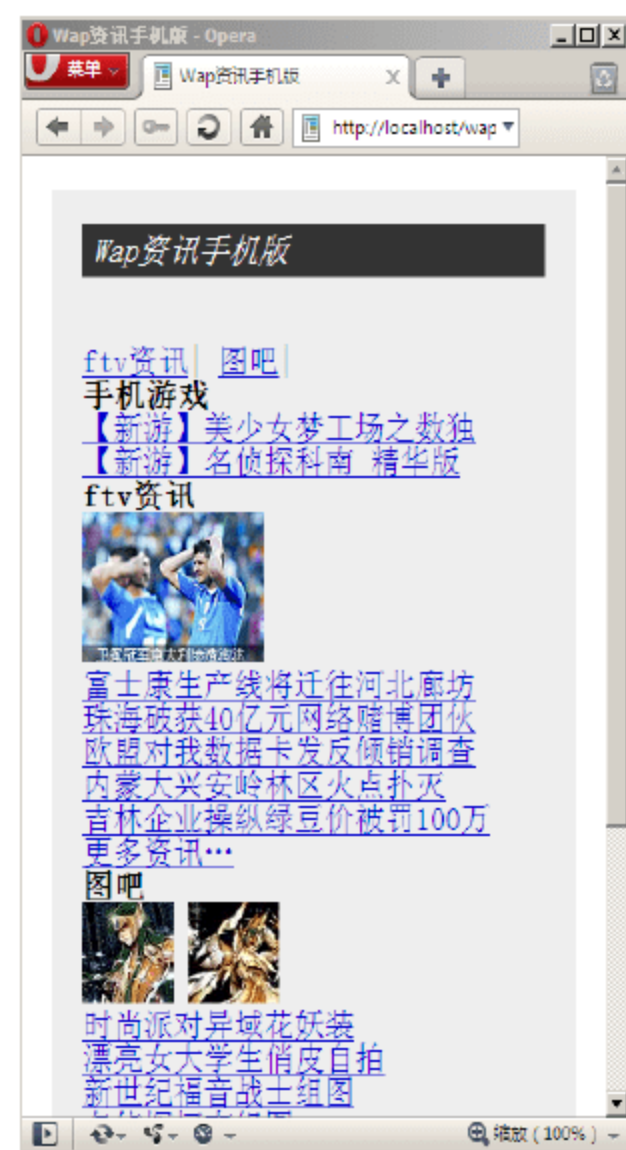 Wap资讯手机版 - Opera
菜单
Wap资讯手机版
http://localhost/wap
Wap资讯手机版
ftv资讯| 图吧|
手机游戏
【新游】美少女梦工场之数独
【新游】名侦探科南 精华版
ftv资讯
富士康生产线将迁往河北廊坊
珠海破获40亿元网络赌博团伙
欧盟对我数据卡发反倾销调查
内蒙大兴安岭林区火点扑灭
吉林企业操纵绿豆价被罚100万
更多资讯…
图吧
时尚派对异域花妖装
漂亮女大学生俏皮自拍
新世纪福音战士组图
缩放 ( 100% )